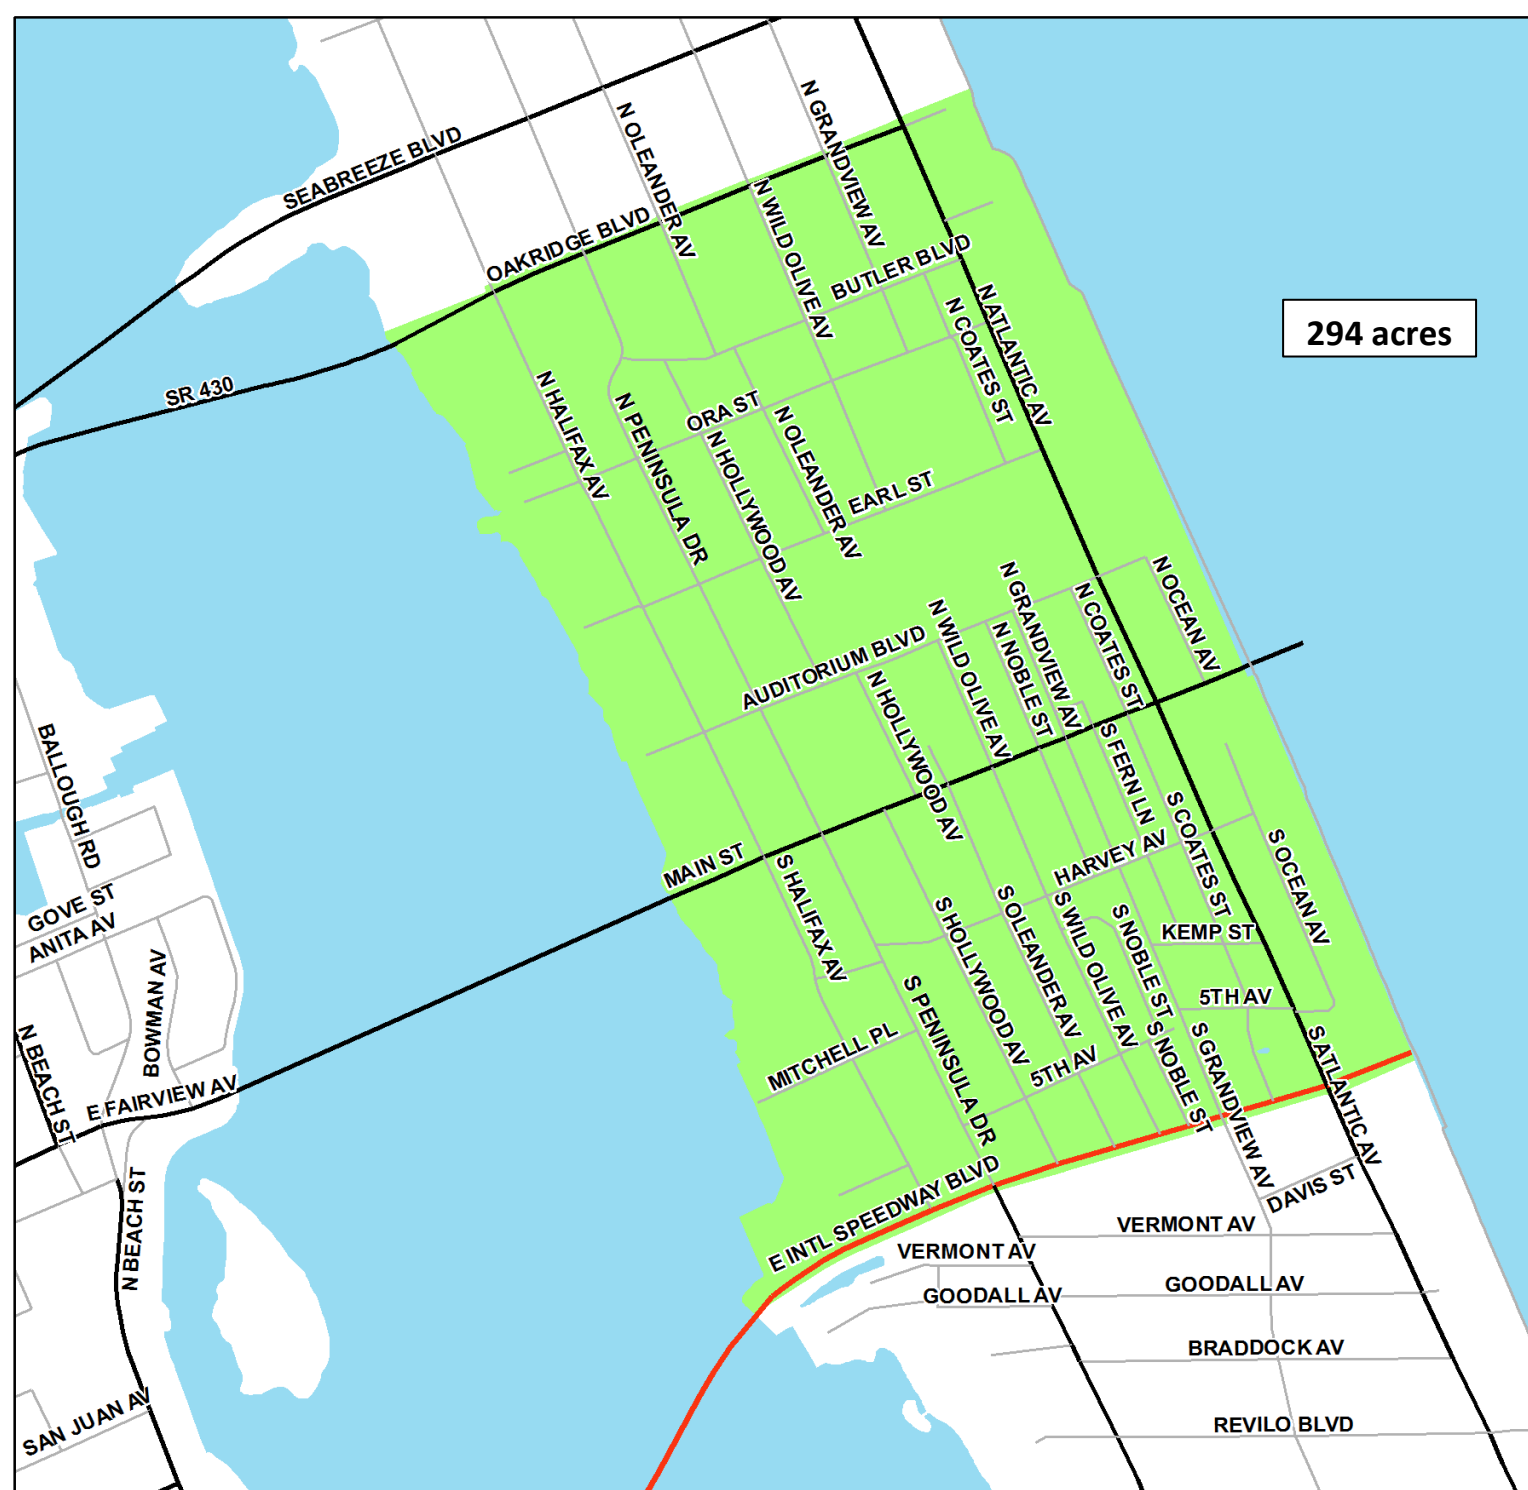 N GRANDVIEW AV
N OLEANDER AV
SEABREEZE BLVD
N WILD OLIVE AV
OAKRIDGE BLVD
BUTLER BLVD
N COATES ST
N ATLANTIC AV
294 acres
SR 430
N HALIFAX AV
N PENINSULA DR
ORA ST
N HOLLYWOOD AV
N OLEANDER AV
EARL ST
N OCEAN AV
N GRANDVIEW AV
N COATES ST
N WILD OLIVE AV
N NOBLE ST
AUDITORIUM BLVD
N HOLLYWOOD AV
BALLOUGH RD
S FERN LN
S COATES ST
HARVEY AV
S OCEAN AV
MAIN ST
S HALIFAX AV
GOVE ST
ANITA AV
S HOLLYWOOD AV
S OLEANDER AV
S WILD OLIVE AV
S NOBLE ST
KEMP ST
BOWMAN AV
S PENINSULA DR
5TH AV
N BEACH ST
MITCHELL PL
5TH AV
S NOBLE ST
S GRANDVIEW AV
S ATLANTIC AV
E FAIRVIEW AV
N BEACH ST
E INTL SPEEDWAY BLVD
DAVIS ST
VERMONT AV
VERMONT AV
GOODALL AV
GOODALL AV
BRADDOCK AV
SAN JUAN AV
REVILO BLVD